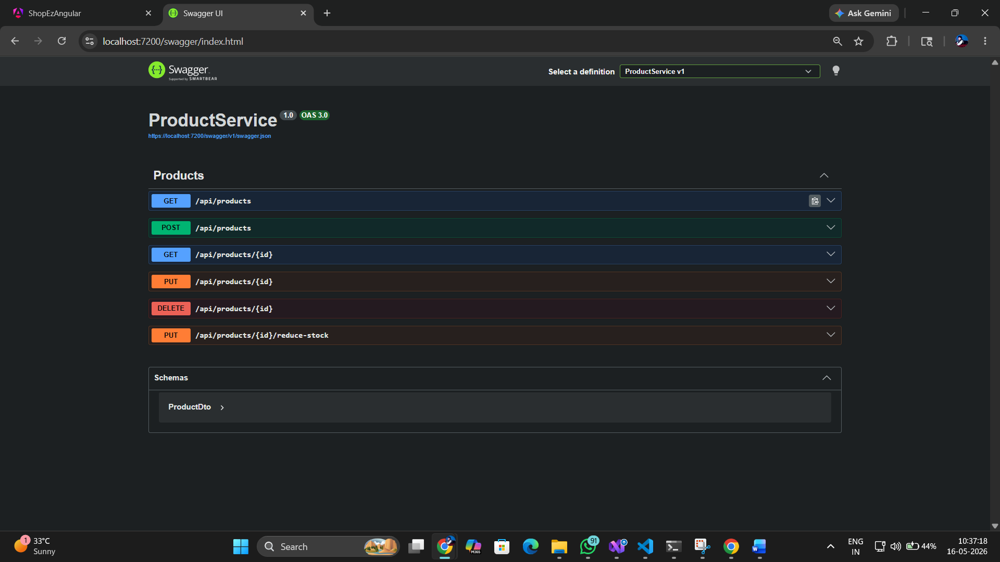 ShopEzAngular
Swagger UI
Ask Gemini
localhost:7200/swagger/index.html
Swagger
Supported by SMARTBEAR
Select a definition
ProductService v1
ProductService 1.0 OAS 3.0
https://localhost:7200/swagger/v1/swagger.json
Products
GET /api/products
POST /api/products
GET /api/products/{id}
PUT /api/products/{id}
DELETE /api/products/{id}
PUT /api/products/{id}/reduce-stock
Schemas
ProductDto
1
33°C
Sunny
Search
M365
91
W
ENG
IN
44%
10:37:18
16-05-2026